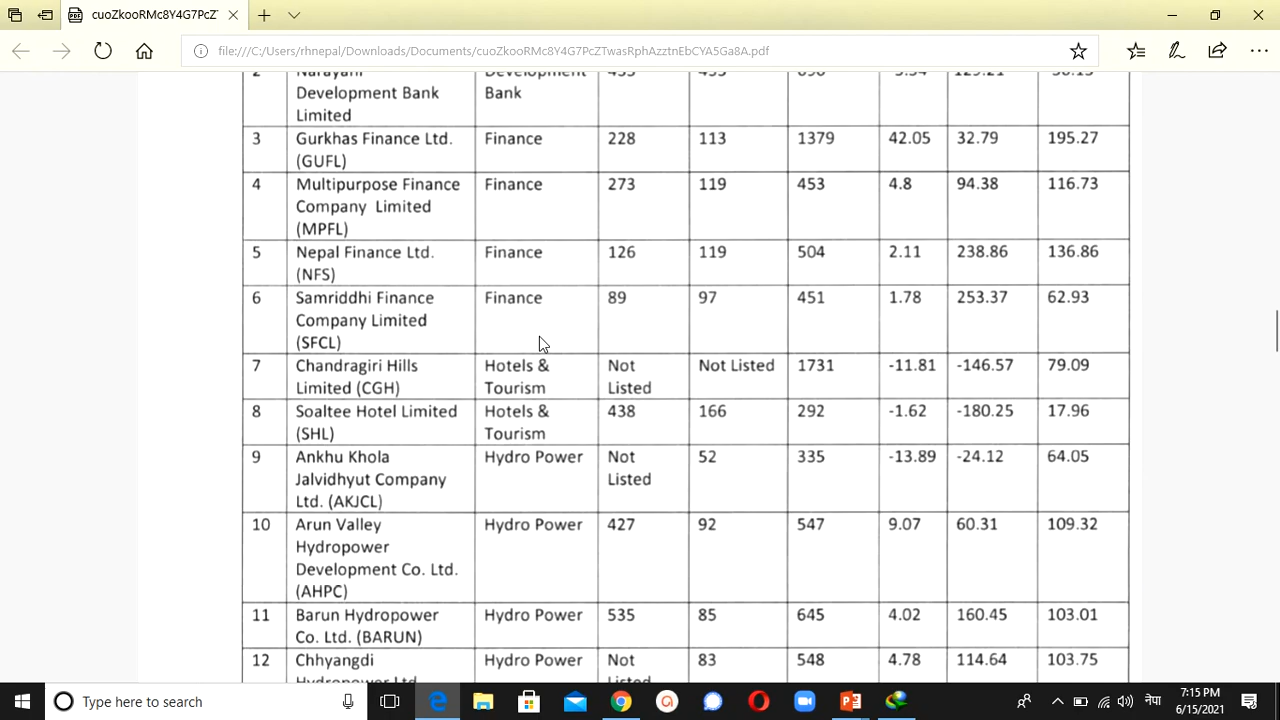 cuoZkooRMc8Y4G7PcZT
file:///C:/Users/rhnepal/Downloads/Documents/cuoZkooRMc8Y4G7PcZTwasRphAzztnEbCYA5Ga8A.pdf
2 Narayani Development 455 455 129.21
Development Bank Bank
Limited
3 Gurkhas Finance Ltd. Finance 228 113 1379 42.05 32.79 195.27
(GUFL)
4 Multipurpose Finance Finance 273 119 453 4.8 94.38 116.73
Company Limited
(MPFL)
5 Nepal Finance Ltd. Finance 126 119 504 2.11 238.86 136.86
(NFS)
6 Samriddhi Finance Finance 89 97 451 1.78 253.37 62.93
Company Limited
(SFCL)
7 Chandragiri Hills Hotels & Not Not Listed 1731 -11.81 -146.57 79.09
Limited (CGH) Tourism Listed
8 Soaltee Hotel Limited Hotels & 438 166 292 -1.62 -180.25 17.96
(SHL) Tourism
9 Ankhu Khola Hydro Power Not 52 335 -13.89 -24.12 64.05
Jalvidhyut Company Listed
Ltd. (AKJCL)
10 Arun Valley Hydro Power 427 92 547 9.07 60.31 109.32
Hydropower
Development Co. Ltd.
(AHPC)
11 Barun Hydropower Hydro Power 535 85 645 4.02 160.45 103.01
Co. Ltd. (BARUN)
12 Chhyangdi Hydro Power Not 83 548 4.78 114.64 103.75
Hydropower Ltd Listed
Type here to search
नेपा
7:15 PM
6/15/2021